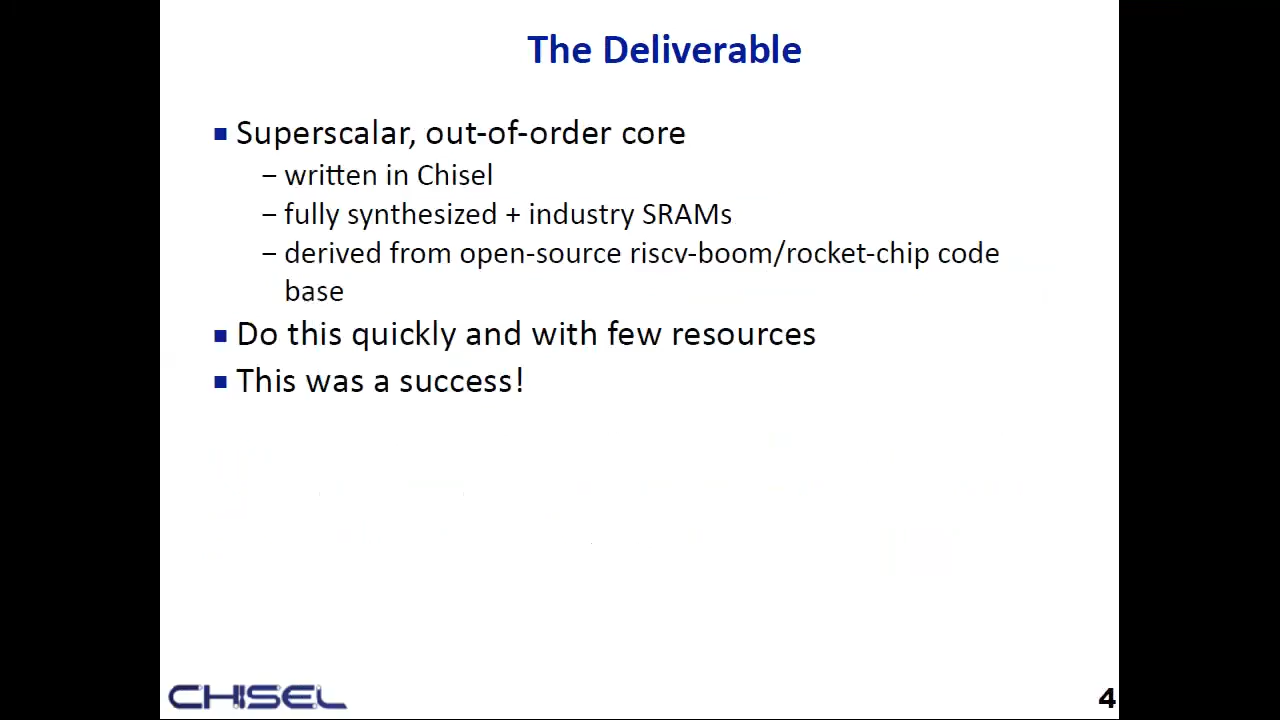 The Deliverable
▪ Superscalar, out-of-order core
– written in Chisel
– fully synthesized + industry SRAMs
– derived from open-source riscv-boom/rocket-chip code
base
▪ Do this quickly and with few resources
▪ This was a success!
CHISEL
4